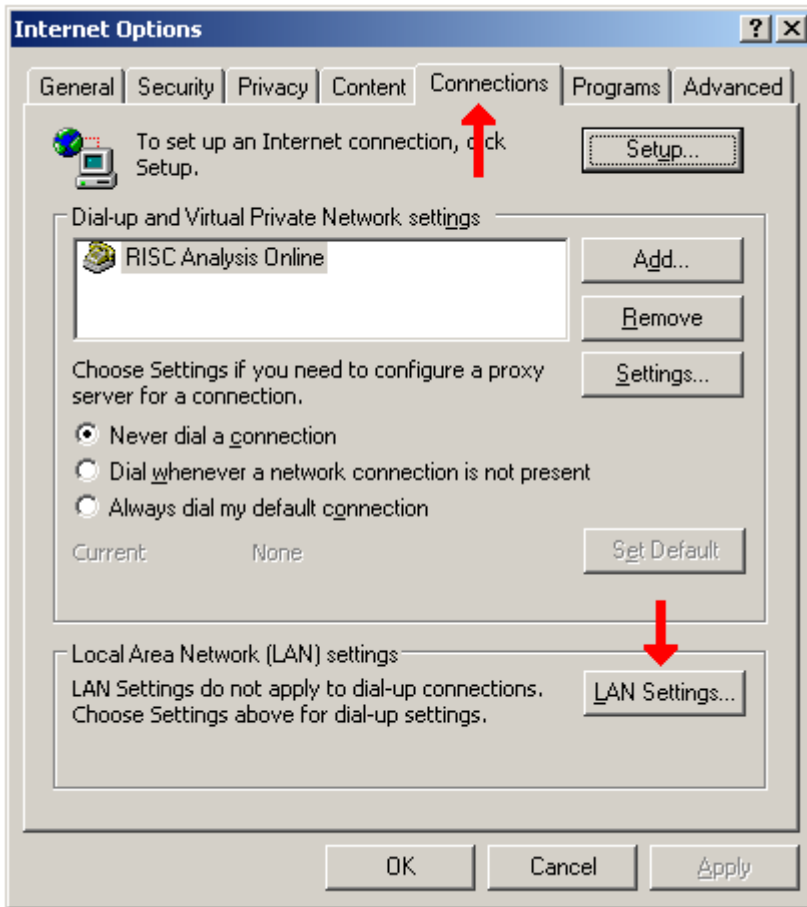 Internet Options
General Security Privacy Content Connections Programs Advanced
To set up an Internet connection, click
Setup.
Setup...
Dial-up and Virtual Private Network settings
RISC Analysis Online
Add...
Remove
Choose Settings if you need to configure a proxy
server for a connection.
Settings...
Never dial a connection
Dial whenever a network connection is not present
Always dial my default connection
Current None
Set Default
Local Area Network (LAN) settings
LAN Settings do not apply to dial-up connections.
Choose Settings above for dial-up settings.
LAN Settings...
OK Cancel Apply